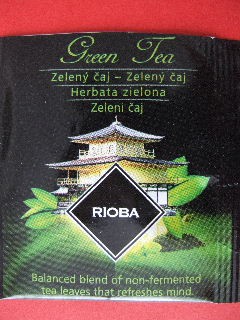 Green Tea
Zelený čaj – Zelený čaj
Herbata zielona
Zeleni čaj
RIOBA
Balanced blend of non-fermented
tea leaves that refreshes mind.